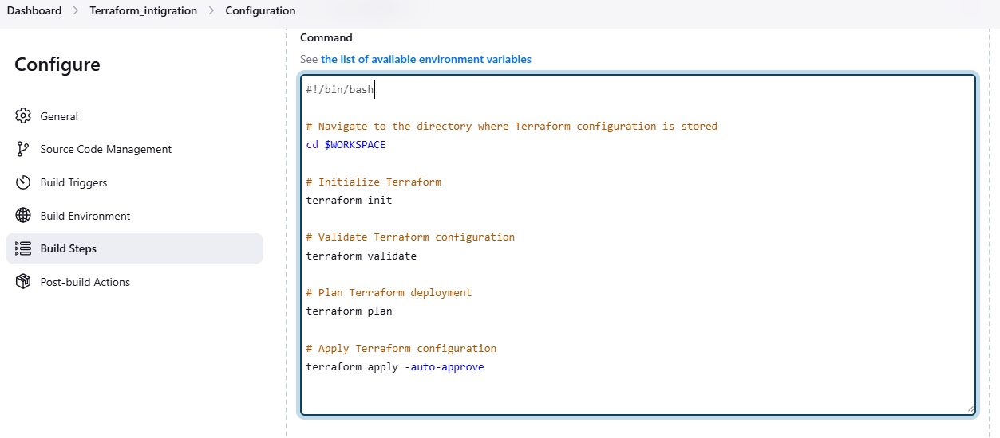 Dashboard > Terraform_intigration > Configuration
Configure
General
Source Code Management
Build Triggers
Build Environment
Build Steps
Post-build Actions
Command
See the list of available environment variables
#!/bin/bash
# Navigate to the directory where Terraform configuration is stored
cd $WORKSPACE
# Initialize Terraform
terraform init
# Validate Terraform configuration
terraform validate
# Plan Terraform deployment
terraform plan
# Apply Terraform configuration
terraform apply -auto-approve